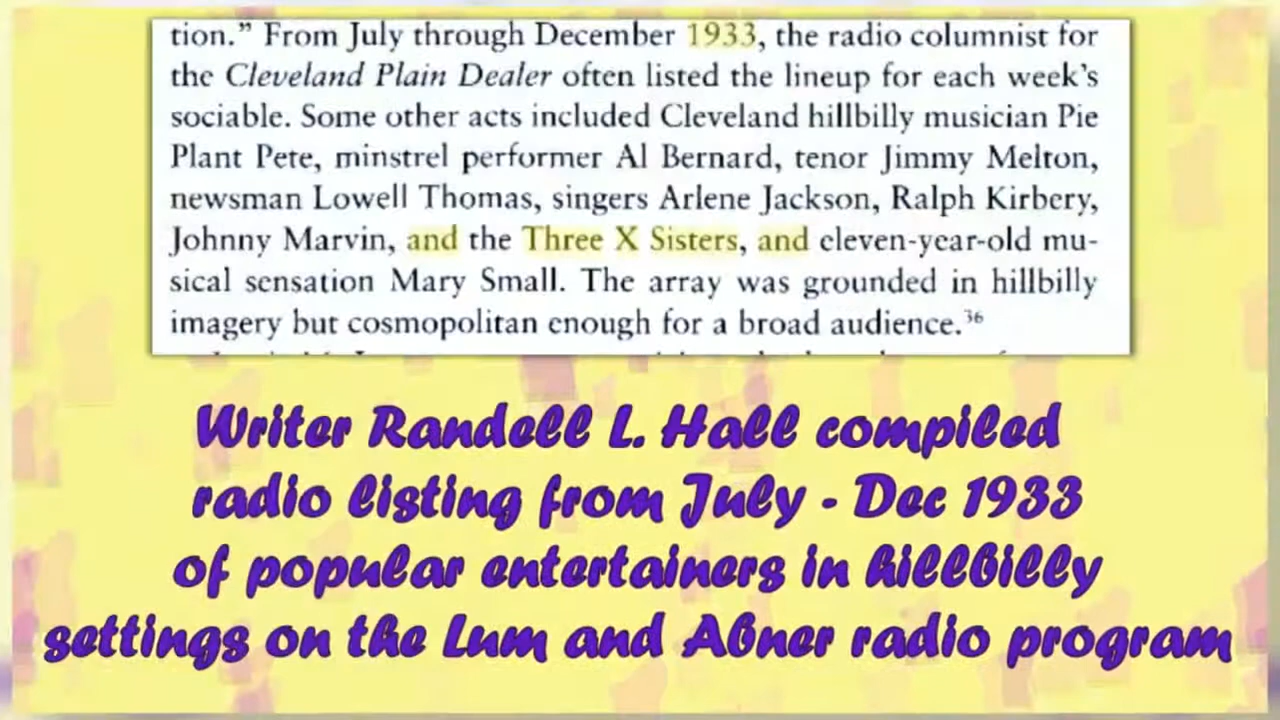 tion.” From July through December 1933, the radio columnist for
the Cleveland Plain Dealer often listed the lineup for each week’s
sociable. Some other acts included Cleveland hillbilly musician Pie
Plant Pete, minstrel performer Al Bernard, tenor Jimmy Melton,
newsman Lowell Thomas, singers Arlene Jackson, Ralph Kirbery,
Johnny Marvin, and the Three X Sisters, and eleven-year-old mu-
sical sensation Mary Small. The array was grounded in hillbilly
imagery but cosmopolitan enough for a broad audience.36
Writer Randell L. Hall compiled
radio listing from July - Dec 1933
of popular entertainers in hillbilly
settings on the Lum and Abner radio program